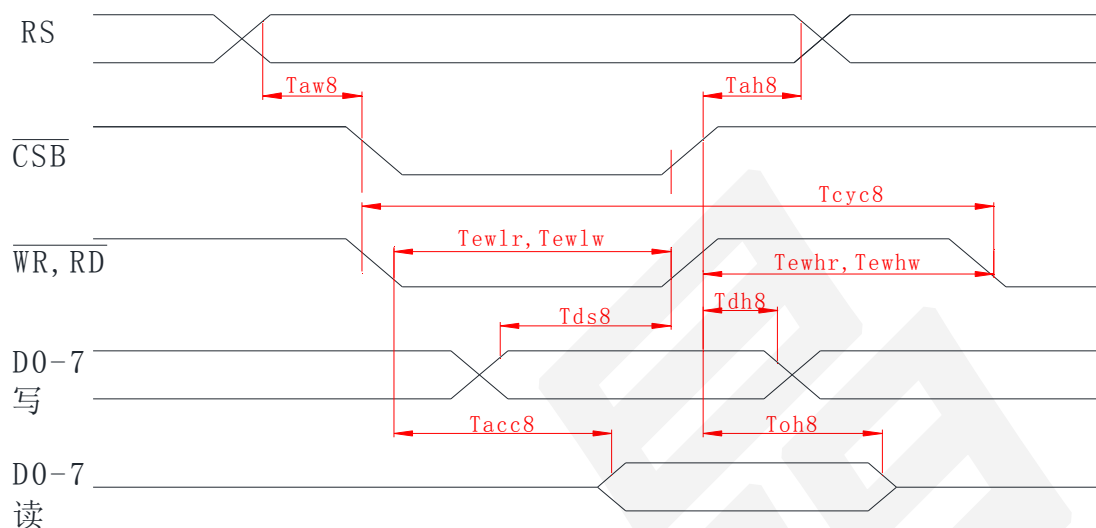 RS
Taw8
Tah8
CSB
Tcyc8
WR,RD
Tewlr,Tewlw
Tewhr,Tewhw
Tdh8
Tds8
D0-7
写
Tacc8
Toh8
D0-7
读